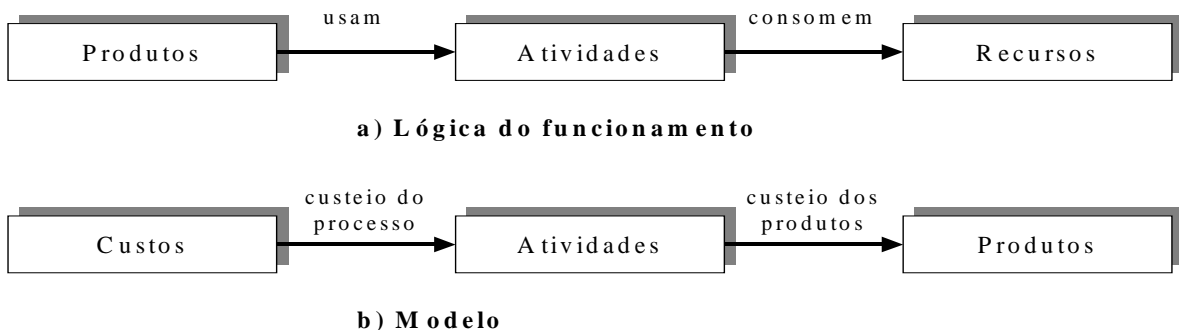 usam
consomem
Produtos
Atividades
Recursos
a) Lógica do funcionamento
custeio do
processo
custeio dos
produtos
Custos
Atividades
Produtos
b) Modelo